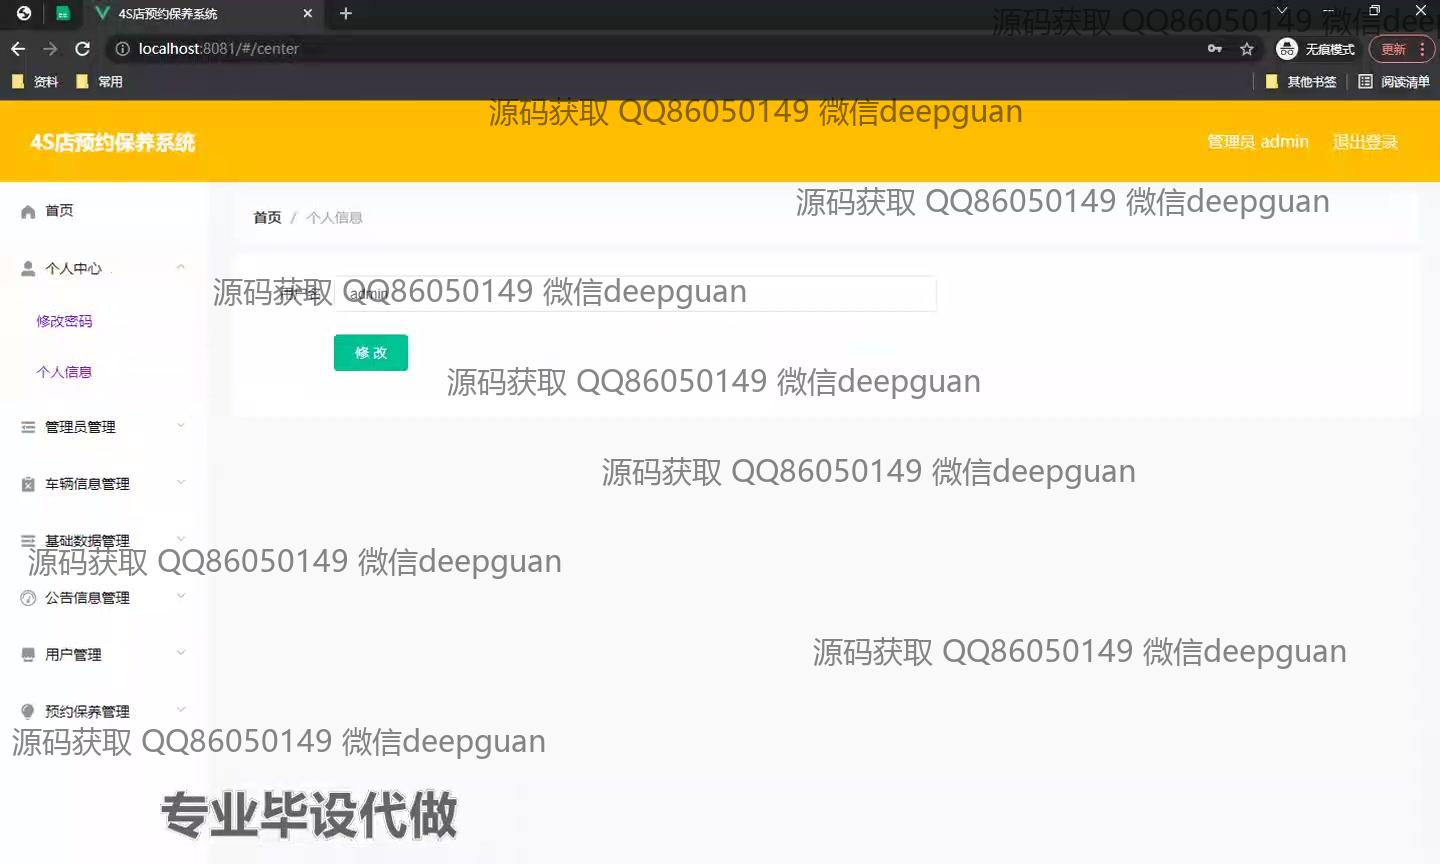 4S店预约保养系统
源码获取 QQ86050149 微信deep
localhost:8081/#/center
无痕模式
更新
资料
常用
其他书签
阅读清单
源码获取 QQ86050149 微信deepguan
4S店预约保养系统
管理员 admin
退出登录
源码获取 QQ86050149 微信deepguan
首页
首页 / 个人信息
个人中心
源码获取 QQ86050149 微信deepguan
admin
修改密码
修 改
个人信息
源码获取 QQ86050149 微信deepguan
管理员管理
源码获取 QQ86050149 微信deepguan
车辆信息管理
基础数据管理
源码获取 QQ86050149 微信deepguan
公告信息管理
用户管理
源码获取 QQ86050149 微信deepguan
预约保养管理
源码获取 QQ86050149 微信deepguan
专业毕设代做